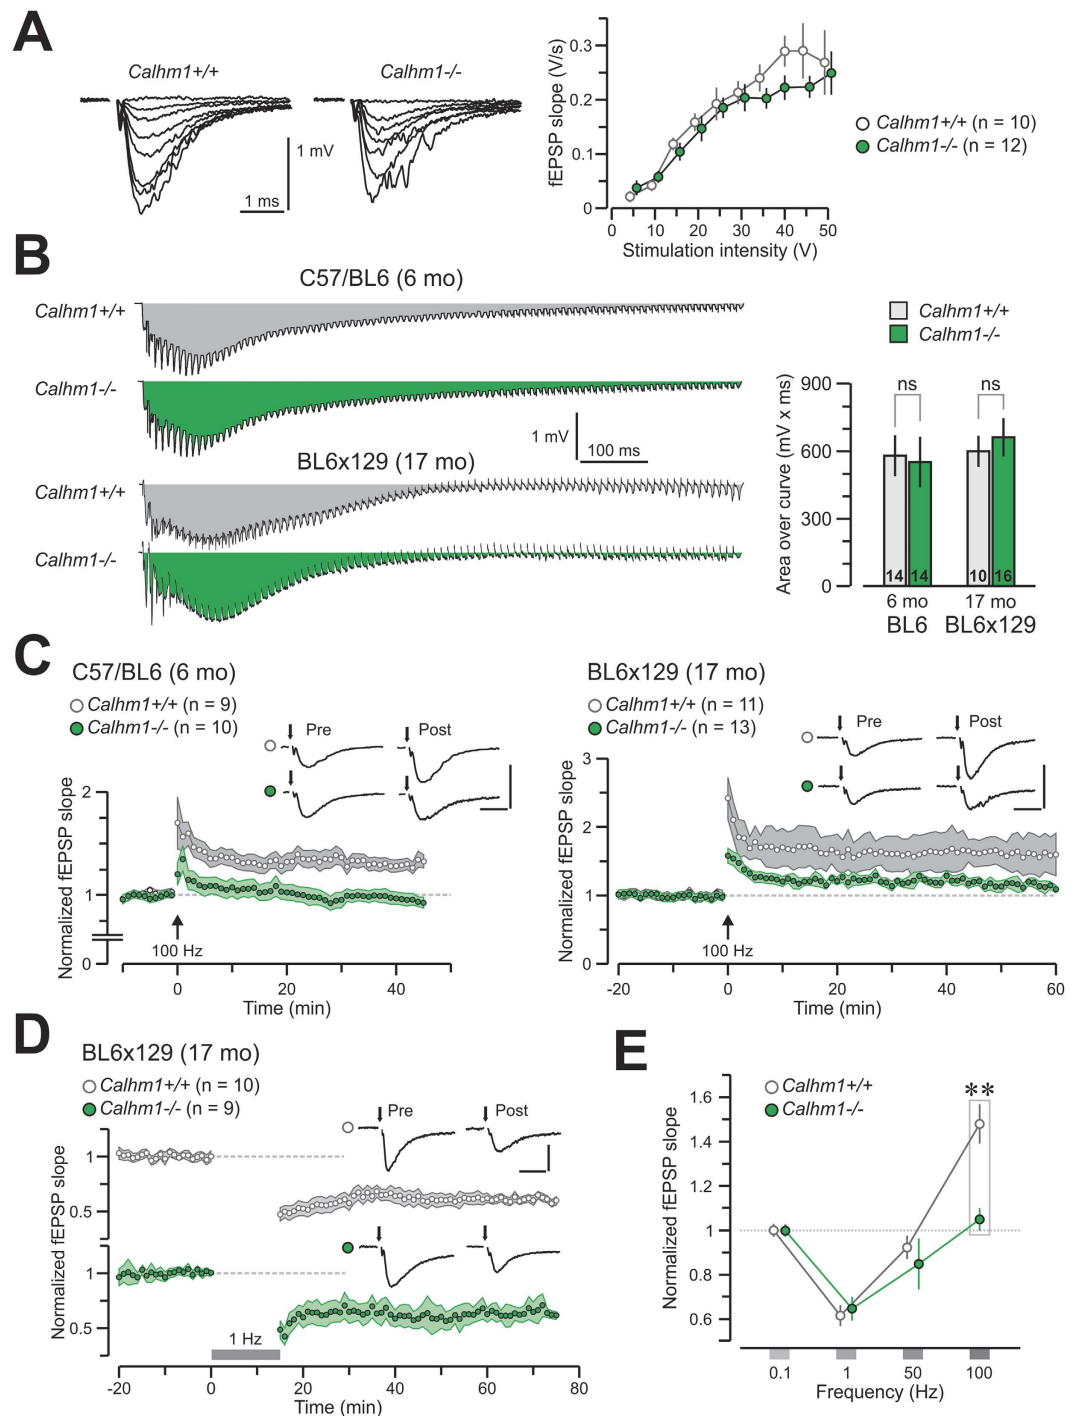 A
Calhm1+/+
Calhm1-/-
1 mV
1 ms
fEPSP slope (V/s)
0.3
0.2
0.1
0
0 10 20 30 40 50
Stimulation intensity (V)
Calhm1+/+ (n = 10)
Calhm1-/- (n = 12)
B
C57/BL6 (6 mo)
Calhm1+/+
Calhm1-/-
1 mV
100 ms
BL6x129 (17 mo)
Calhm1+/+
Calhm1-/-
Calhm1+/+
Calhm1-/-
Area over curve (mV x ms)
900
600
300
0
ns ns
14 14 10 16
6 mo 17 mo
BL6 BL6x129
C
C57/BL6 (6 mo)
Calhm1+/+ (n = 9)
Calhm1-/- (n = 10)
Pre Post
Normalized fEPSP slope
2
1
0
100 Hz
0 20 40
Time (min)
BL6x129 (17 mo)
Calhm1+/+ (n = 11)
Calhm1-/- (n = 13)
Pre Post
Normalized fEPSP slope
3
2
1
0
100 Hz
-20 0 20 40 60
Time (min)
D
BL6x129 (17 mo)
Calhm1+/+ (n = 10)
Calhm1-/- (n = 9)
Pre Post
Normalized fEPSP slope
1
0.5
1
0.5
1 Hz
-20 0 20 40 60 80
Time (min)
E
Calhm1+/+
Calhm1-/-
**
Normalized fEPSP slope
1.6
1.4
1.2
1
0.8
0.6
0.1 1 50 100
Frequency (Hz)